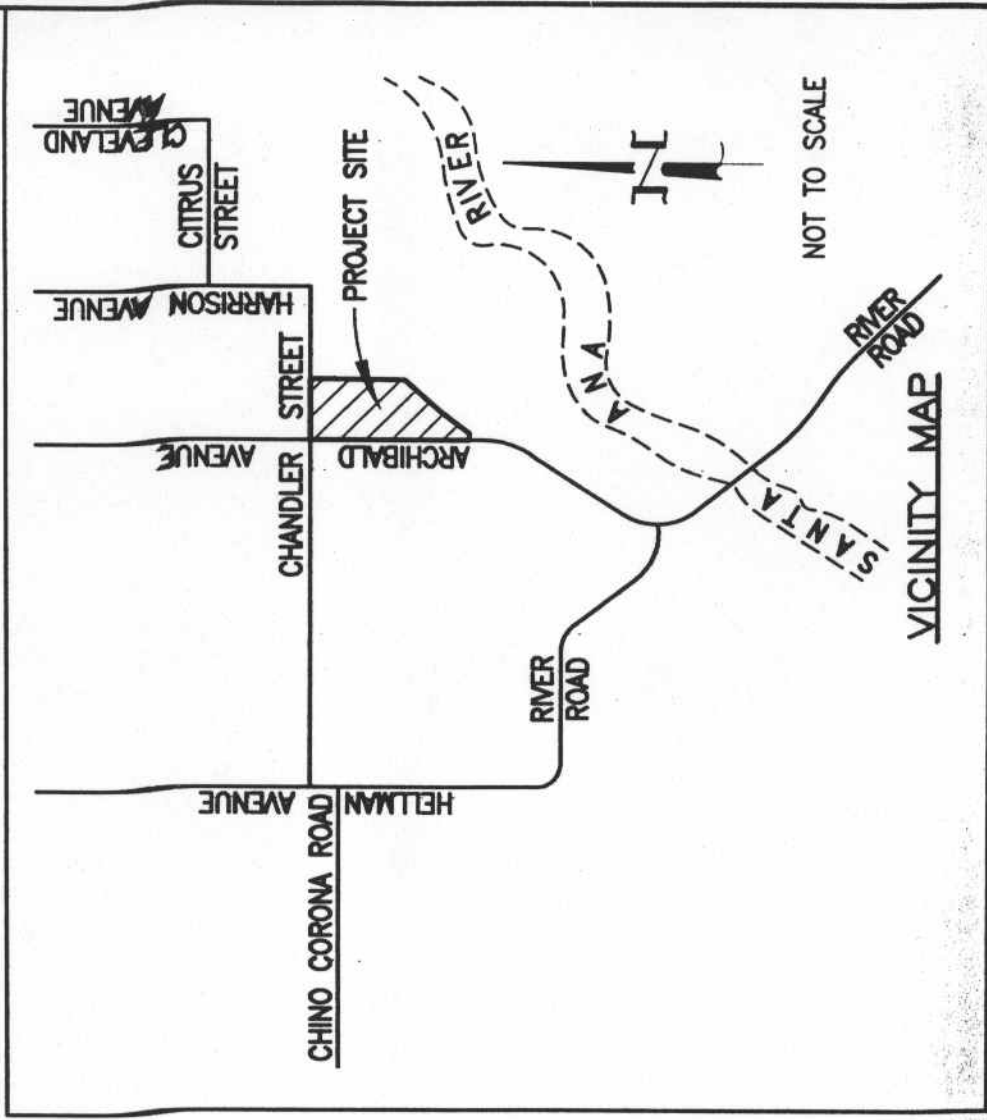 CLEVELAND
AVENUE
CITRUS
STREET
HARRISON
AVENUE
PROJECT SITE
CHANDLER
STREET
ARCHIBALD
AVENUE
HELLMAN
AVENUE
CHINO CORONA ROAD
RIVER
ROAD
RIVER
ROAD
SANTA
ANA
RIVER
N
NOT TO SCALE
VICINITY MAP